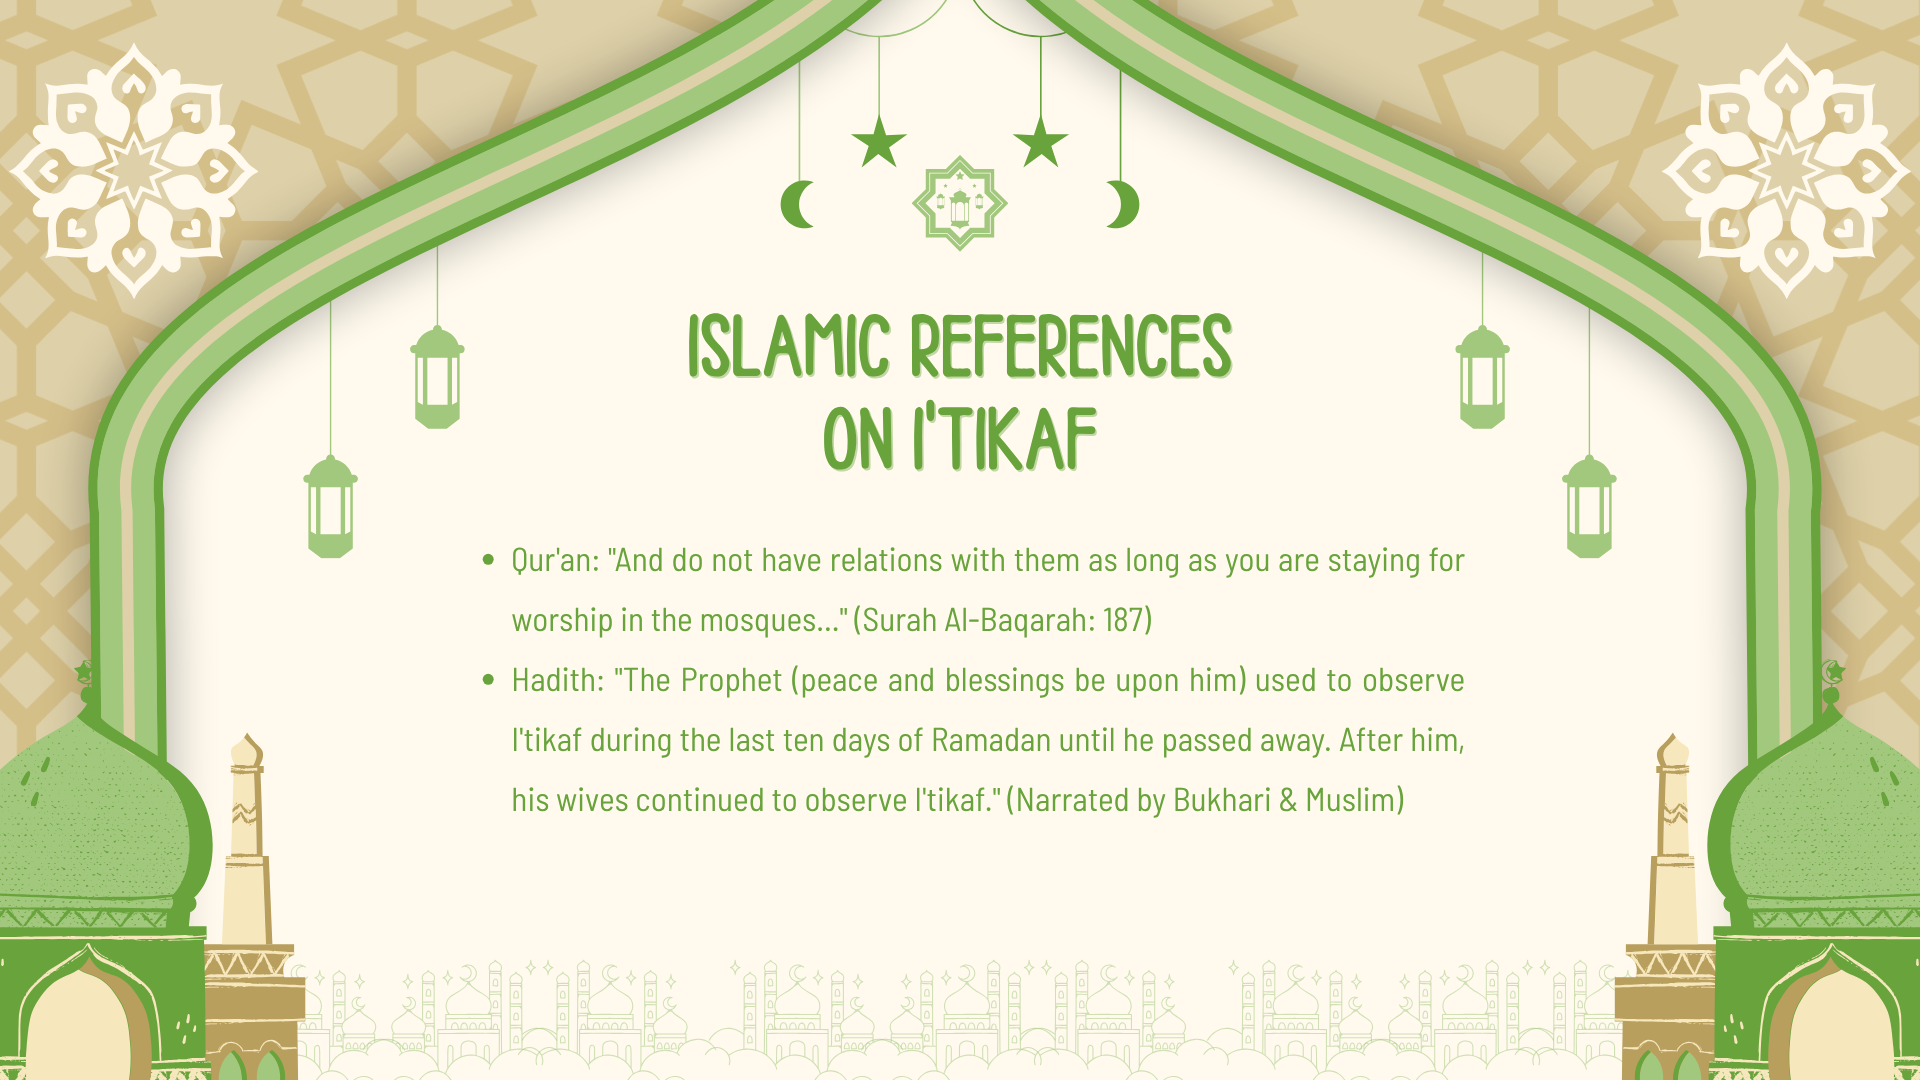 ISLAMIC REFERENCES
ON I'TIKAF
• Qur'an: "And do not have relations with them as long as you are staying for
worship in the mosques..." (Surah Al-Baqarah: 187)
• Hadith: "The Prophet (peace and blessings be upon him) used to observe
I'tikaf during the last ten days of Ramadan until he passed away. After him,
his wives continued to observe I'tikaf." (Narrated by Bukhari & Muslim)